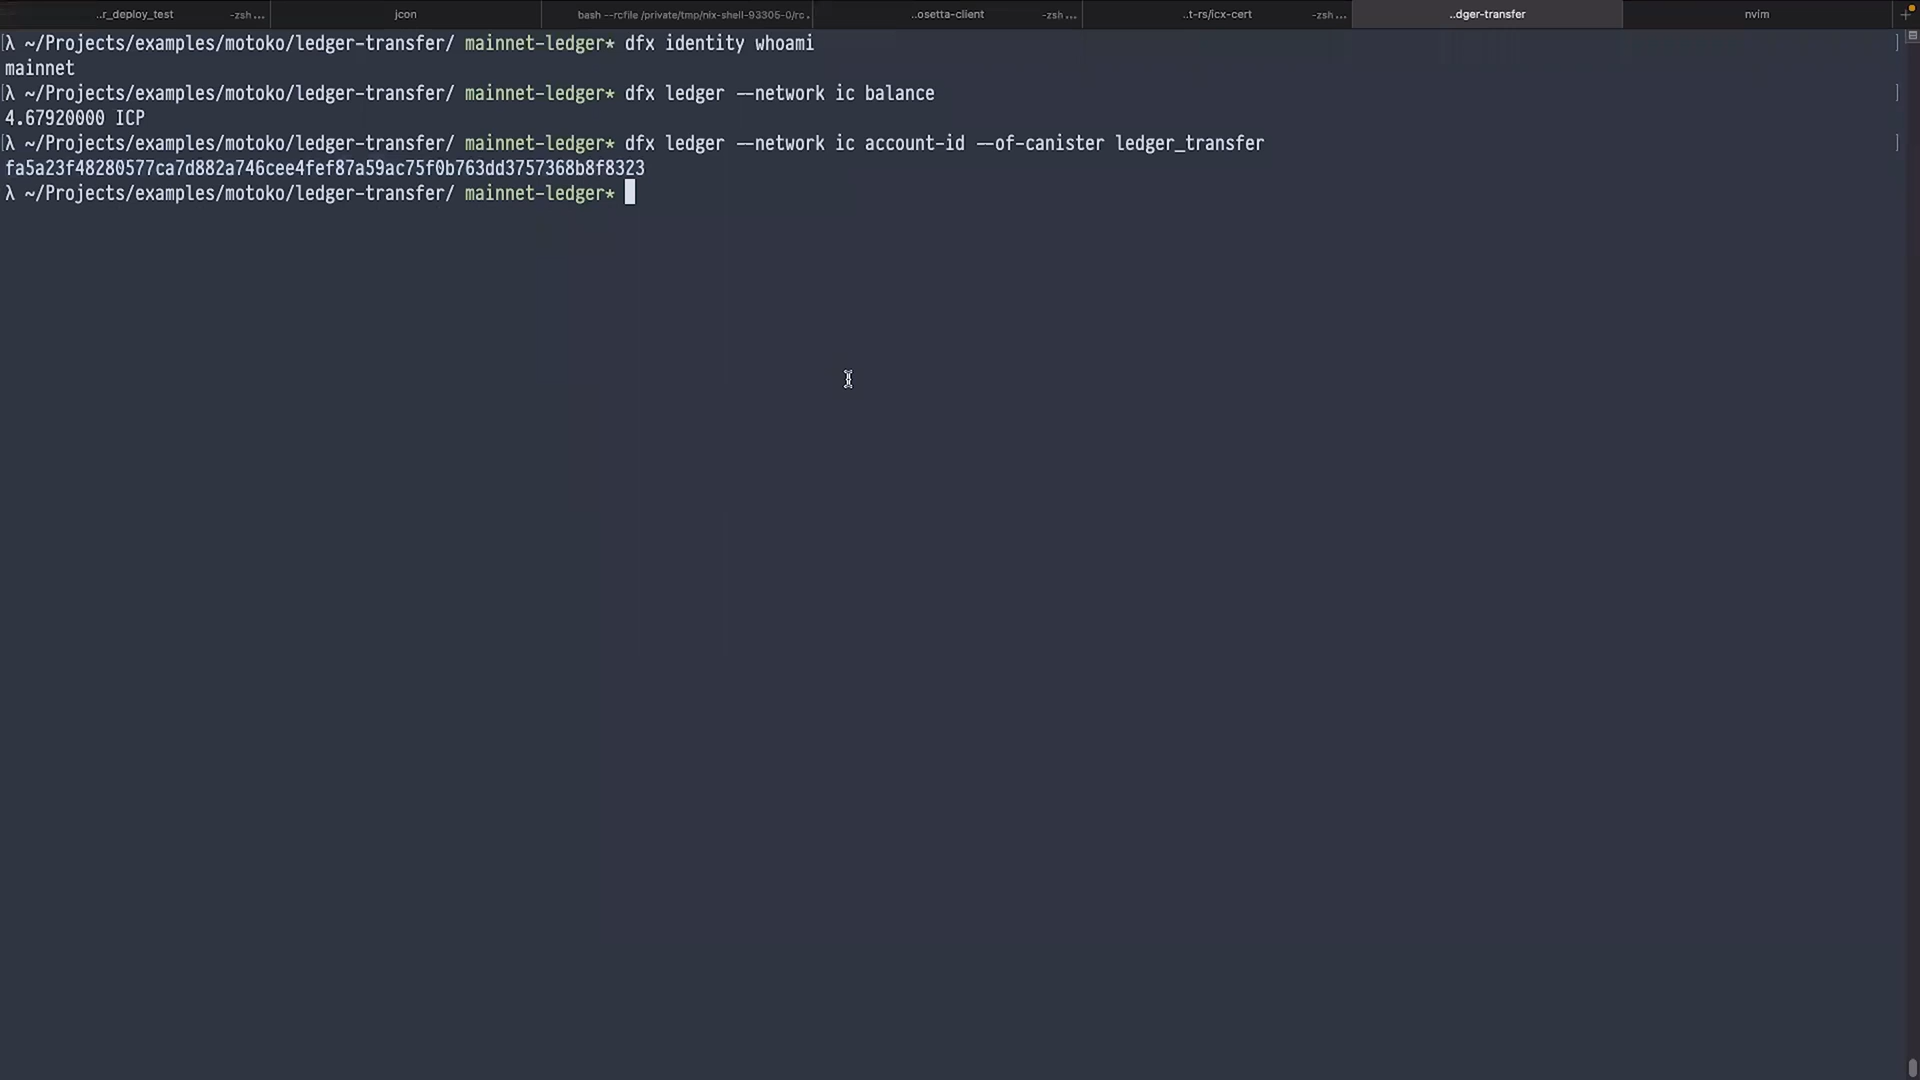 ..r_deploy_test -zsh... jcon bash --rcfile /private/tmp/nix-shell-93305-0/rc. ..osetta-client -zsh... ..t-rs/icx-cert -zsh... ..dger-transfer nvim +
[λ ~/Projects/examples/motoko/ledger-transfer/ mainnet-ledger* dfx identity whoami ]
mainnet
[λ ~/Projects/examples/motoko/ledger-transfer/ mainnet-ledger* dfx ledger --network ic balance ]
4.67920000 ICP
[λ ~/Projects/examples/motoko/ledger-transfer/ mainnet-ledger* dfx ledger --network ic account-id --of-canister ledger_transfer ]
fa5a23f48280577ca7d882a746cee4fef87a59ac75f0b763dd3757368b8f8323
λ ~/Projects/examples/motoko/ledger-transfer/ mainnet-ledger*